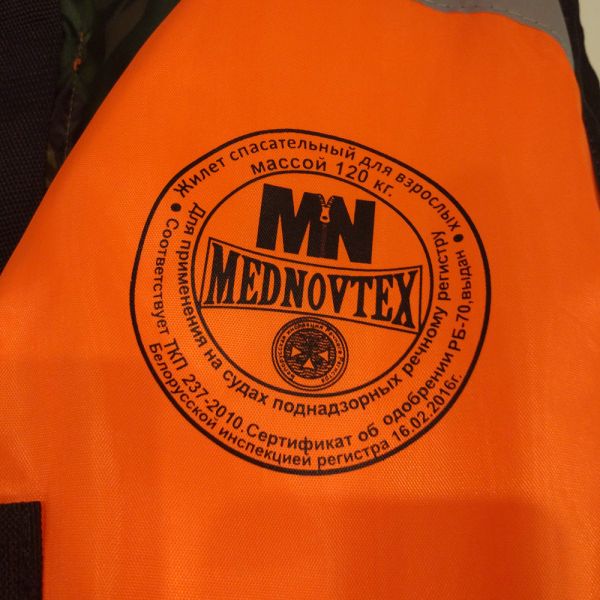 Жилет спасательный для взрослых
массой 120 кг.
MN
MEDNOVTEX
Для применения на судах поднадзорных речному регистру
Соответствует ТКП 237-2010. Сертификат об одобрении РБ-70, выдан
Белорусской инспекцией регистра 16.02.2016г.